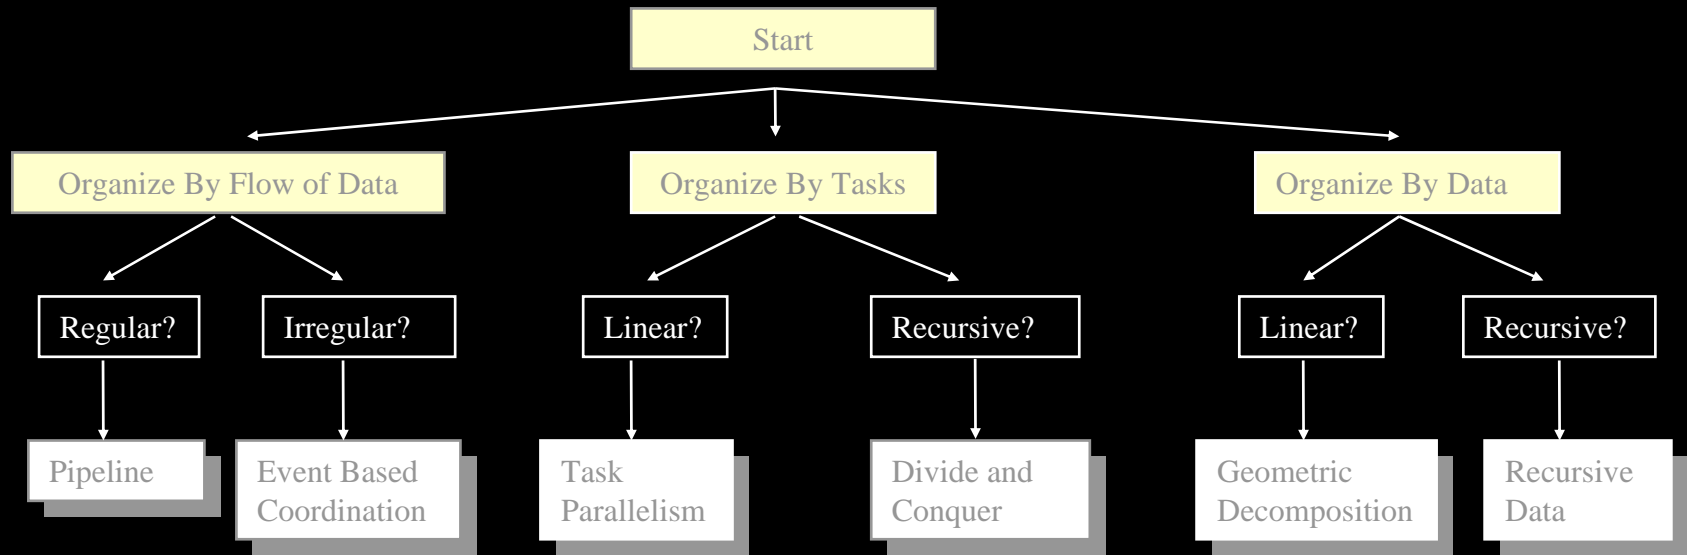 Start
Organize By Flow of Data
Organize By Tasks
Organize By Data
Regular?
Irregular?
Linear?
Recursive?
Linear?
Recursive?
Pipeline
Event Based
Coordination
Task
Parallelism
Divide and
Conquer
Geometric
Decomposition
Recursive
Data